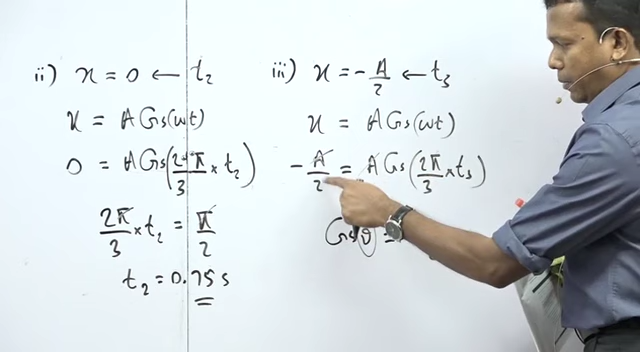 ii) x = 0 ← t₂
x = A Cos(ωt)
0 = A Cos(2π/3 × t₂)
2π/3 × t₂ = π/2
t₂ = 0.75 s
iii) x = -A/2 ← t₃
x = A Cos(ωt)
-A/2 = A Cos(2π/3 × t₃)
Cos θ =